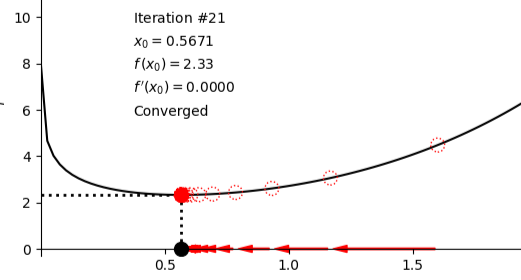 10
Iteration #21
x₀ = 0.5671
8
f(x₀) = 2.33
f′(x₀) = 0.0000
6
Converged
4
2
0
0.5
1.0
1.5